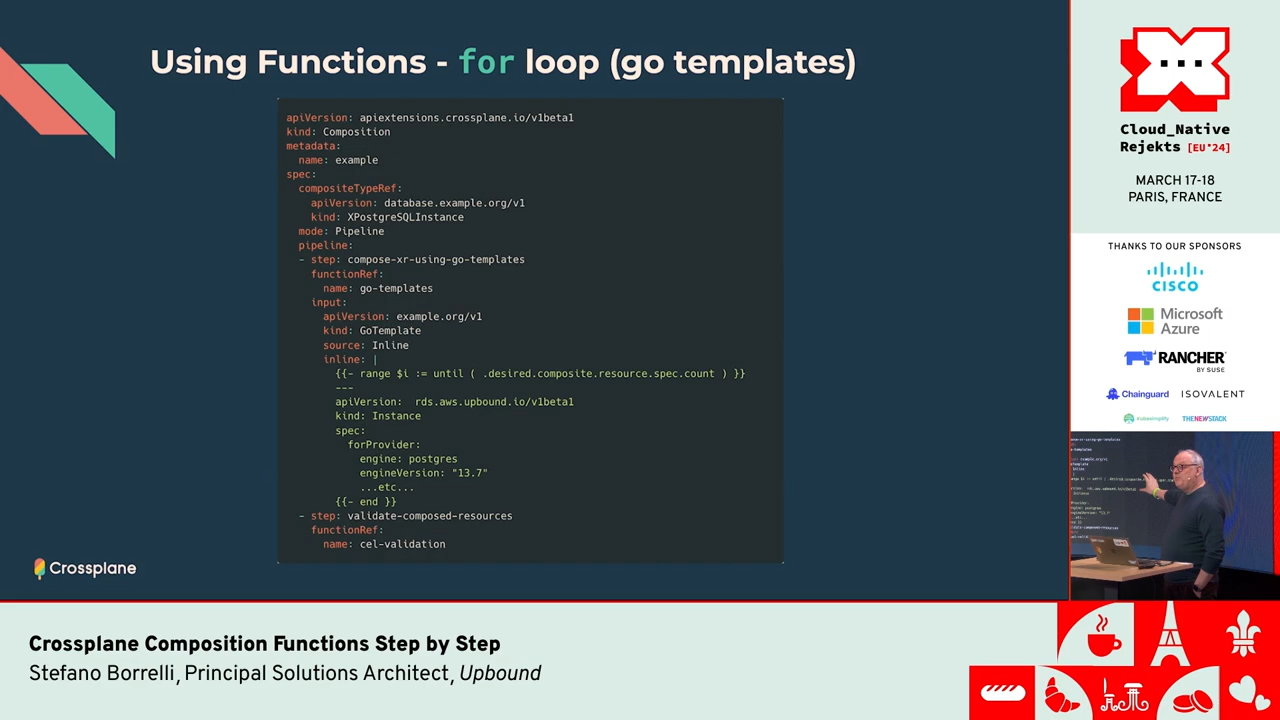 Using Functions - for loop (go templates)
apiVersion: apiextensions.crossplane.io/v1beta1
kind: Composition
metadata:
  name: example
spec:
  compositeTypeRef:
    apiVersion: database.example.org/v1
    kind: XPostgreSQLInstance
  mode: Pipeline
  pipeline:
  - step: compose-xr-using-go-templates
    functionRef:
      name: go-templates
    input:
      apiVersion: example.org/v1
      kind: GoTemplate
      source: Inline
      inline: |
        {{- range $i := until ( .desired.composite.resource.spec.count ) }}
        ---
        apiVersion:  rds.aws.upbound.io/v1beta1
        kind: Instance
        spec:
          forProvider:
            engine: postgres
            engineVersion: "13.7"
            ...etc...
        {{- end }}
  - step: validate-composed-resources
    functionRef:
      name: cel-validation
Crossplane
Cloud_Native
Rejekts [EU'24]
MARCH 17-18
PARIS, FRANCE
THANKS TO OUR SPONSORS
CISCO
Microsoft
Azure
RANCHER
BY SUSE
Chainguard
ISOVALENT
Kubesimplify
THENEWSTACK
Crossplane Composition Functions Step by Step
Stefano Borrelli, Principal Solutions Architect, Upbound